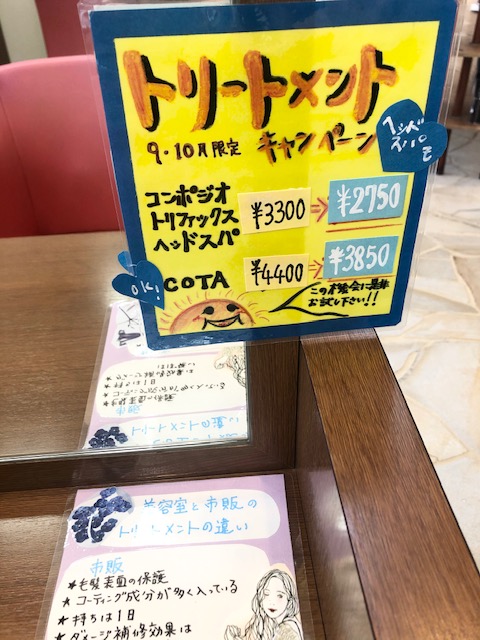 トリートメント
9・10月限定 キャンペーン
ヘッドスパモ
コンポジオ
トリファックス ¥3300 → ¥2750
ヘッドスパ
OK!
COTA ¥4400 → ¥3850
この機会に是非
お試し下さい!!
美容室と市販の
トリートメントの違い
市販
★毛髪表面の保護
★コーティング成分が多く入っている
★持ちは1日
★ダメージ補修効果は